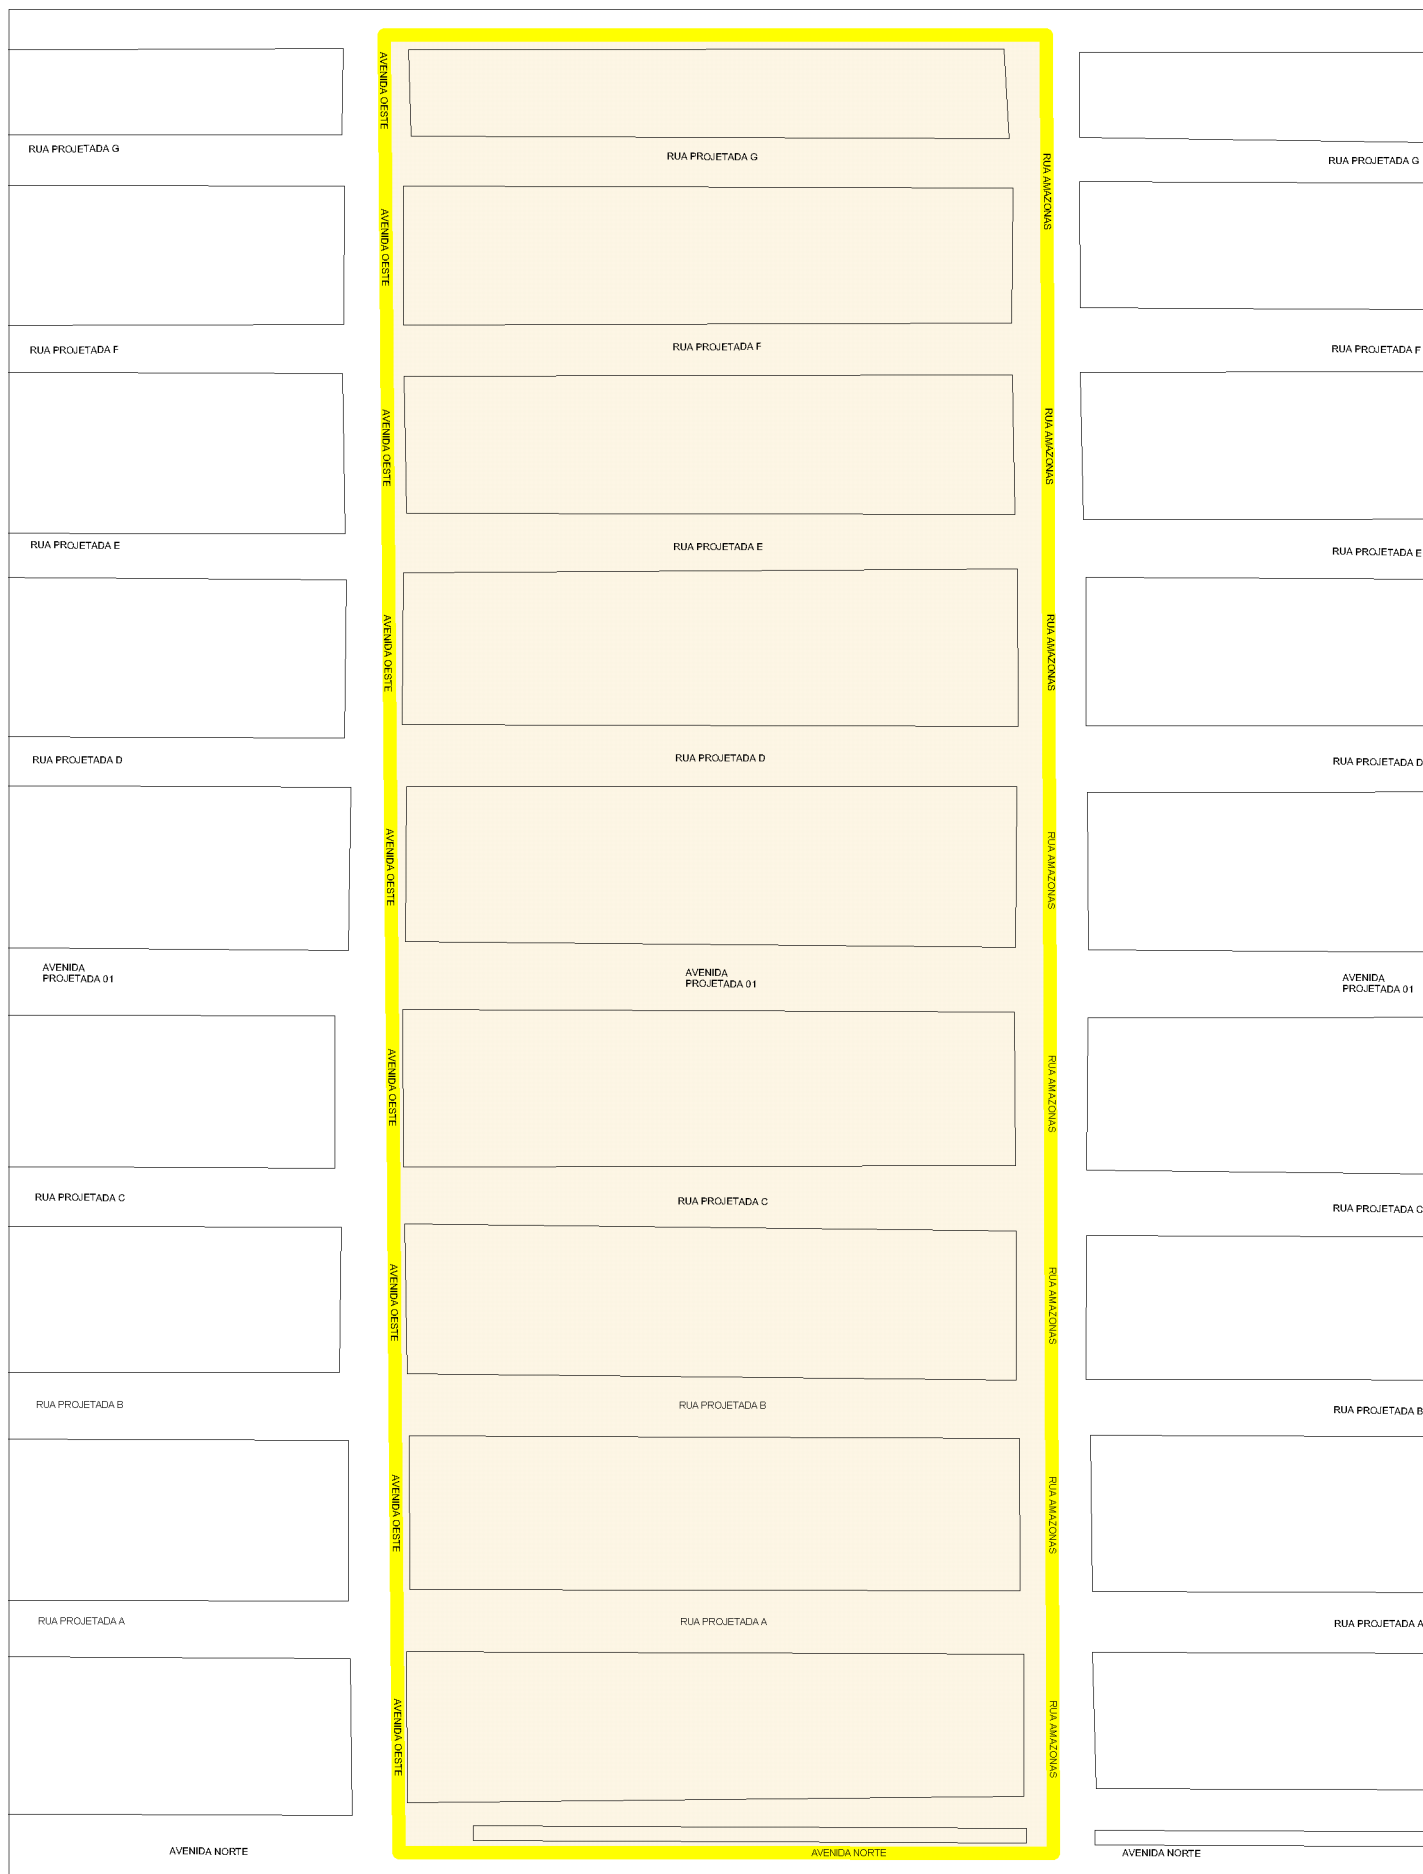 AVENIDA OESTE
RUA PROJETADA G
RUA PROJETADA G
RUA AMAZONAS
RUA PROJETADA G
AVENIDA OESTE
RUA PROJETADA F
RUA PROJETADA F
RUA PROJETADA F
AVENIDA OESTE
RUA AMAZONAS
RUA PROJETADA E
RUA PROJETADA E
RUA PROJETADA E
AVENIDA OESTE
RUA AMAZONAS
RUA PROJETADA D
RUA PROJETADA D
RUA PROJETADA D
AVENIDA OESTE
RUA AMAZONAS
AVENIDA
PROJETADA 01
AVENIDA
PROJETADA 01
AVENIDA
PROJETADA 01
AVENIDA OESTE
RUA AMAZONAS
RUA PROJETADA C
RUA PROJETADA C
RUA PROJETADA C
AVENIDA OESTE
RUA AMAZONAS
RUA PROJETADA B
RUA PROJETADA B
RUA PROJETADA B
AVENIDA OESTE
RUA AMAZONAS
RUA PROJETADA A
RUA PROJETADA A
RUA PROJETADA A
AVENIDA OESTE
RUA AMAZONAS
AVENIDA NORTE
AVENIDA NORTE
AVENIDA NORTE